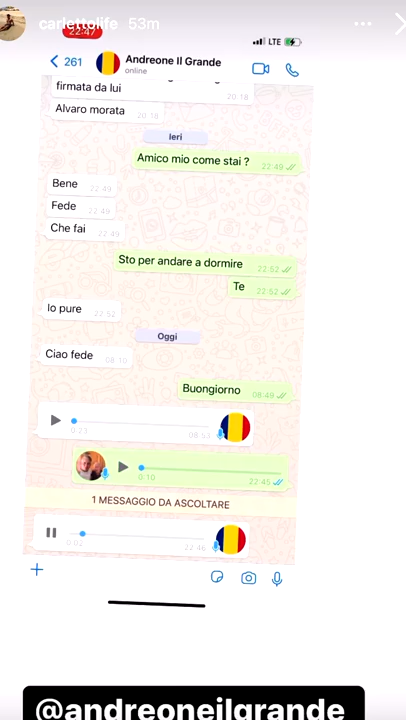 carlettolife 53m
22:47
LTE
261
Andreone Il Grande
online
firmata da lui
20:18
Alvaro morata
20:18
Ieri
Amico mio come stai ?
22:49
Bene
22:49
Fede
22:49
Che fai
22:49
Sto per andare a dormire
22:52
Te
22:52
Io pure
22:52
Oggi
Ciao fede
08:10
Buongiorno
08:49
0:23
08:53
0:10
22:45
1 MESSAGGIO DA ASCOLTARE
0:02
22:46
@andreoneilgrande